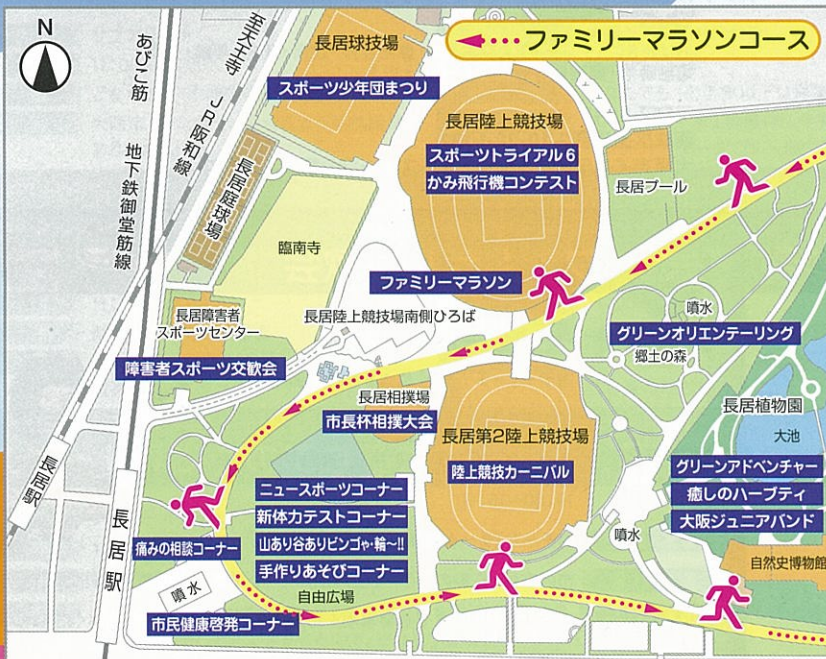 N
ファミリーマラソンコース
至天王寺
JR阪和線
あびこ筋
地下鉄御堂筋線
長居球技場
スポーツ少年団まつり
長居陸上競技場
スポーツトライアル6
かみ飛行機コンテスト
長居プール
長居庭球場
臨南寺
ファミリーマラソン
長居障害者
スポーツセンター
長居陸上競技場南側ひろば
噴水
グリーンオリエンテーリング
郷土の森
障害者スポーツ交歓会
長居相撲場
市長杯相撲大会
長居第2陸上競技場
陸上競技カーニバル
長居植物園
大池
グリーンアドベンチャー
癒しのハーブティ
大阪ジュニアバンド
長居駅
長居駅
ニュースポーツコーナー
新体力テストコーナー
山あり谷ありビンゴゃ・輪〜!!
手作りあそびコーナー
痛みの相談コーナー
噴水
自然史博物館
噴水
自由広場
市民健康啓発コーナー